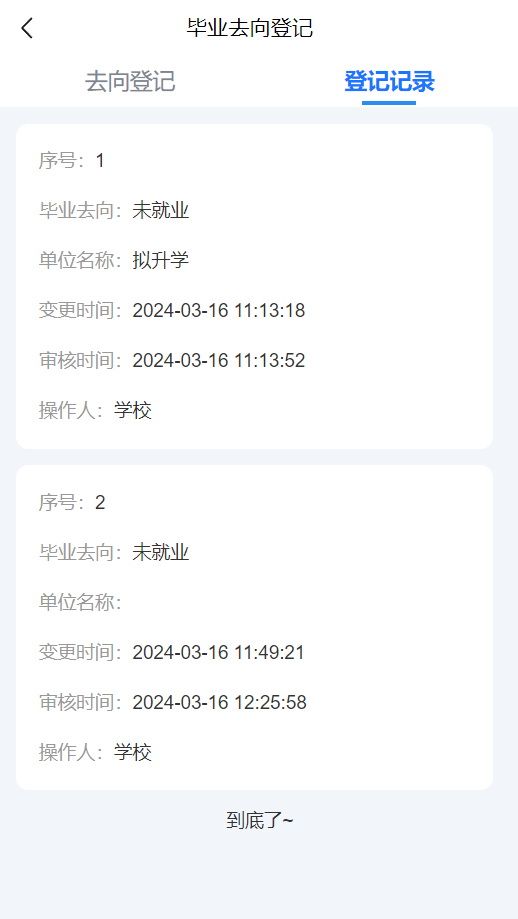 毕业去向登记
去向登记 登记记录
序号：1
毕业去向：未就业
单位名称：拟升学
变更时间：2024-03-16 11:13:18
审核时间：2024-03-16 11:13:52
操作人：学校
序号：2
毕业去向：未就业
单位名称：
变更时间：2024-03-16 11:49:21
审核时间：2024-03-16 12:25:58
操作人：学校
到底了~